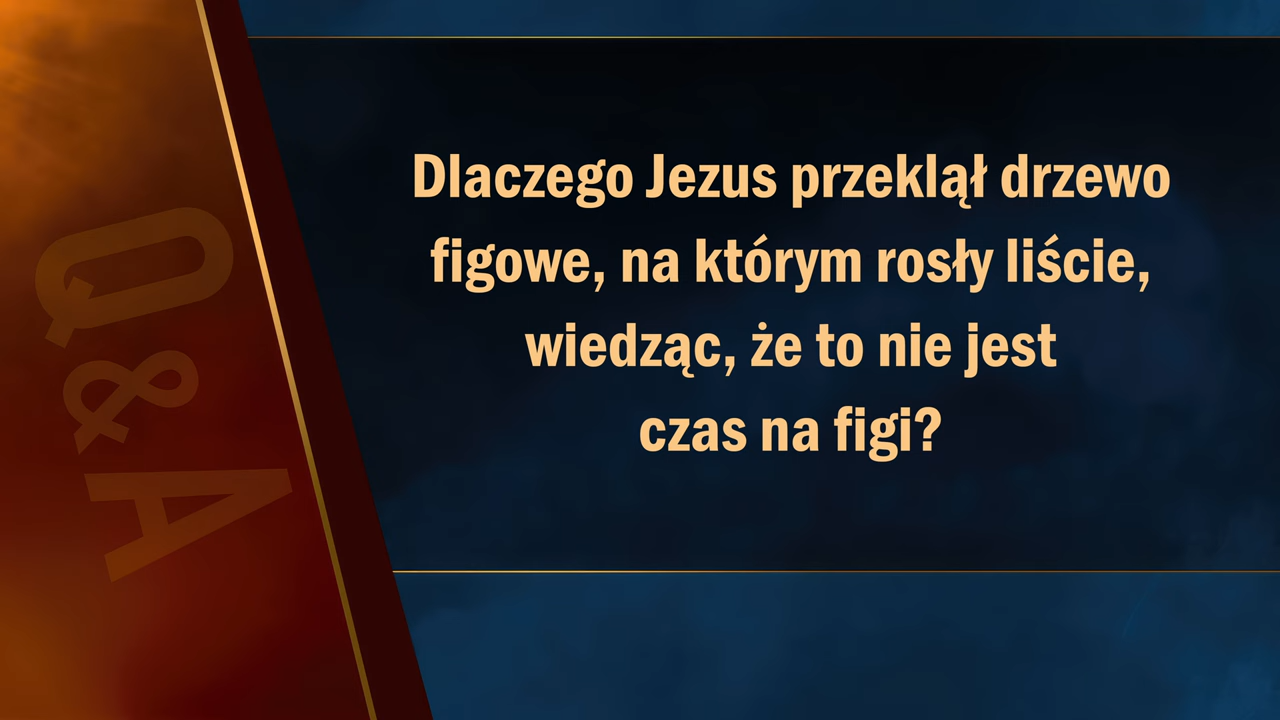 Q&A
Dlaczego Jezus przeklął drzewo
figowe, na którym rosły liście,
wiedząc, że to nie jest
czas na figi?